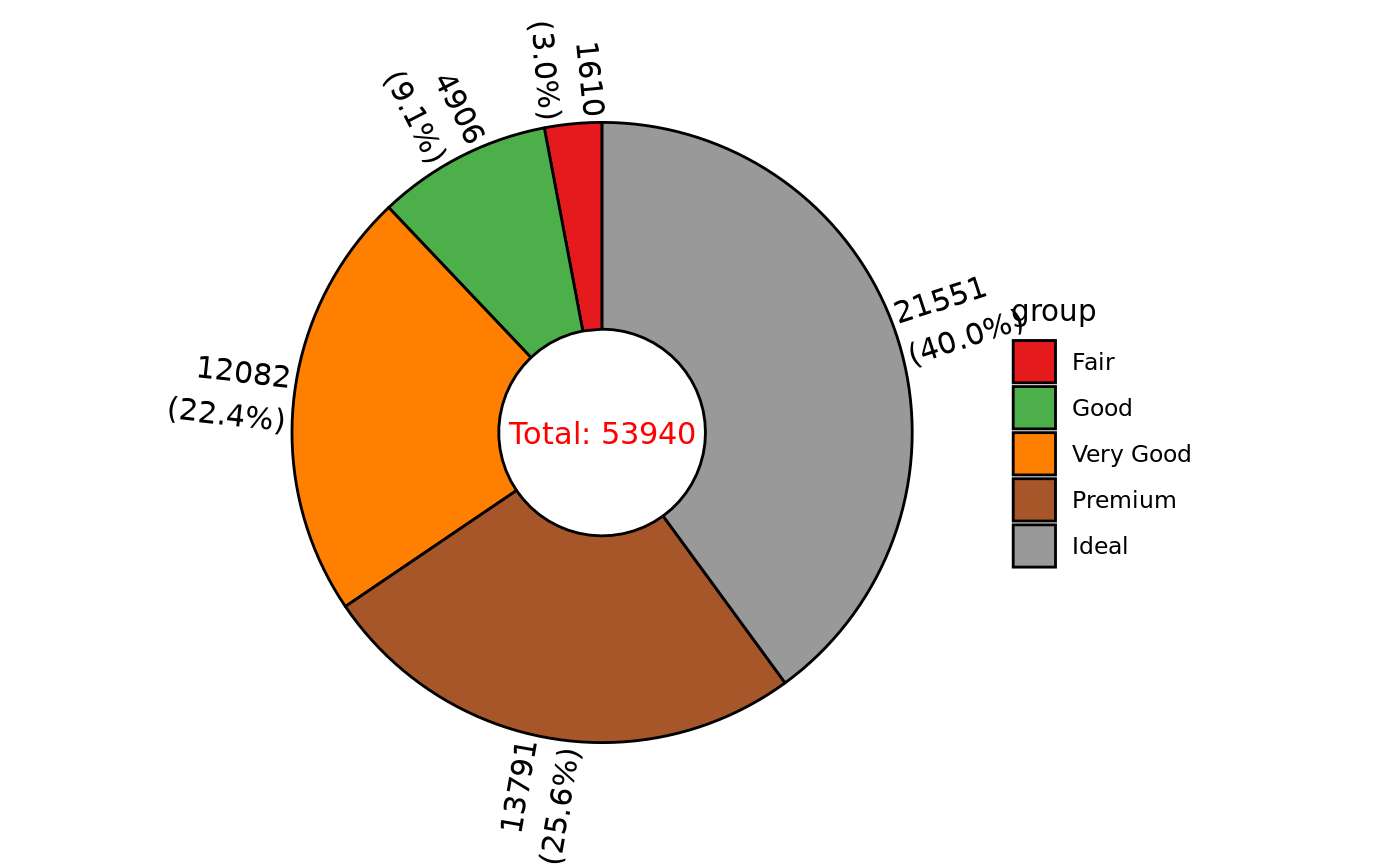 1610
(3.0%)
4906
(9.1%)
12082
(22.4%)
13791
(25.6%)
21551
(40.0%)
Total: 53940
group
Fair
Good
Very Good
Premium
Ideal